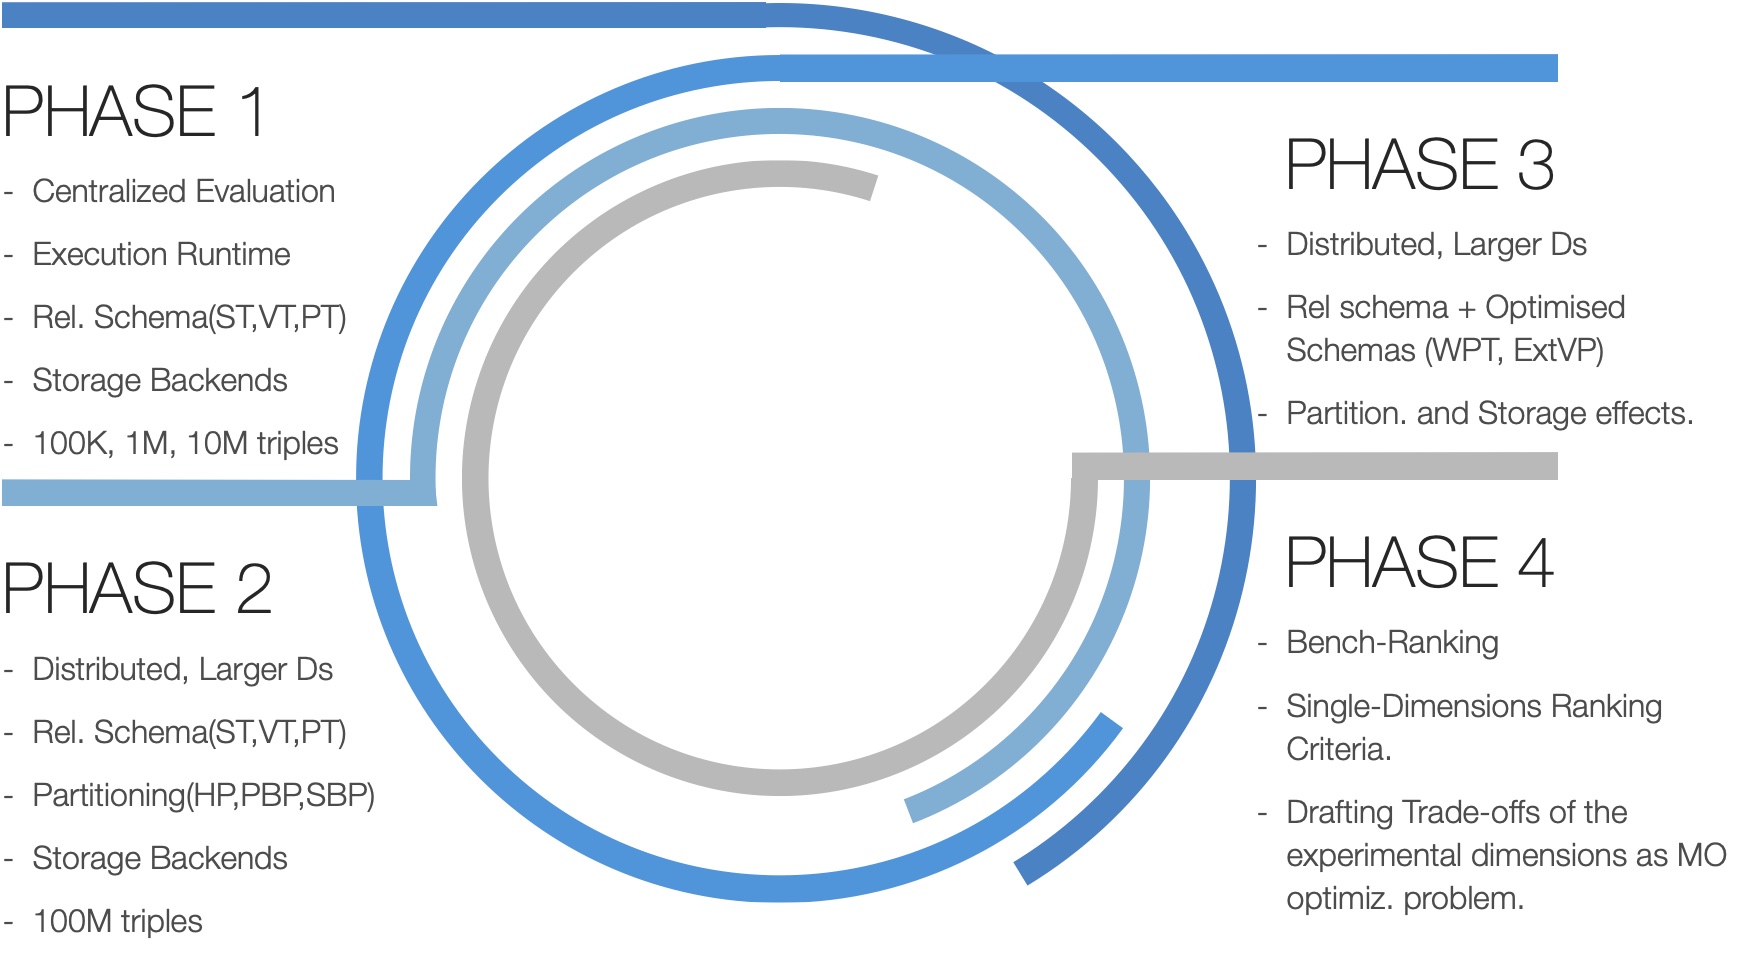 PHASE 1
- Centralized Evaluation
- Execution Runtime
- Rel. Schema(ST,VT,PT)
- Storage Backends
- 100K, 1M, 10M triples
PHASE 2
- Distributed, Larger Ds
- Rel. Schema(ST,VT,PT)
- Partitioning(HP,PBP,SBP)
- Storage Backends
- 100M triples
PHASE 3
- Distributed, Larger Ds
- Rel schema + Optimised
Schemas (WPT, ExtVP)
- Partition. and Storage effects.
PHASE 4
- Bench-Ranking
- Single-Dimensions Ranking
Criteria.
- Drafting Trade-offs of the
experimental dimensions as MO
optimiz. problem.